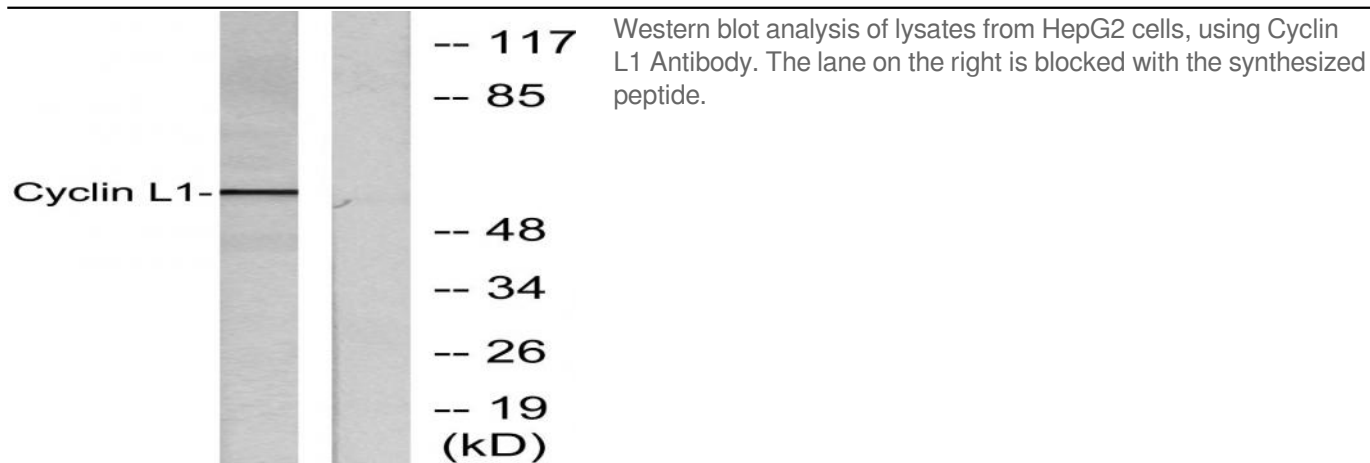 Cyclin L1-
-- 117
-- 85
-- 48
-- 34
-- 26
-- 19
(kD)
Western blot analysis of lysates from HepG2 cells, using Cyclin
L1 Antibody. The lane on the right is blocked with the synthesized
peptide.